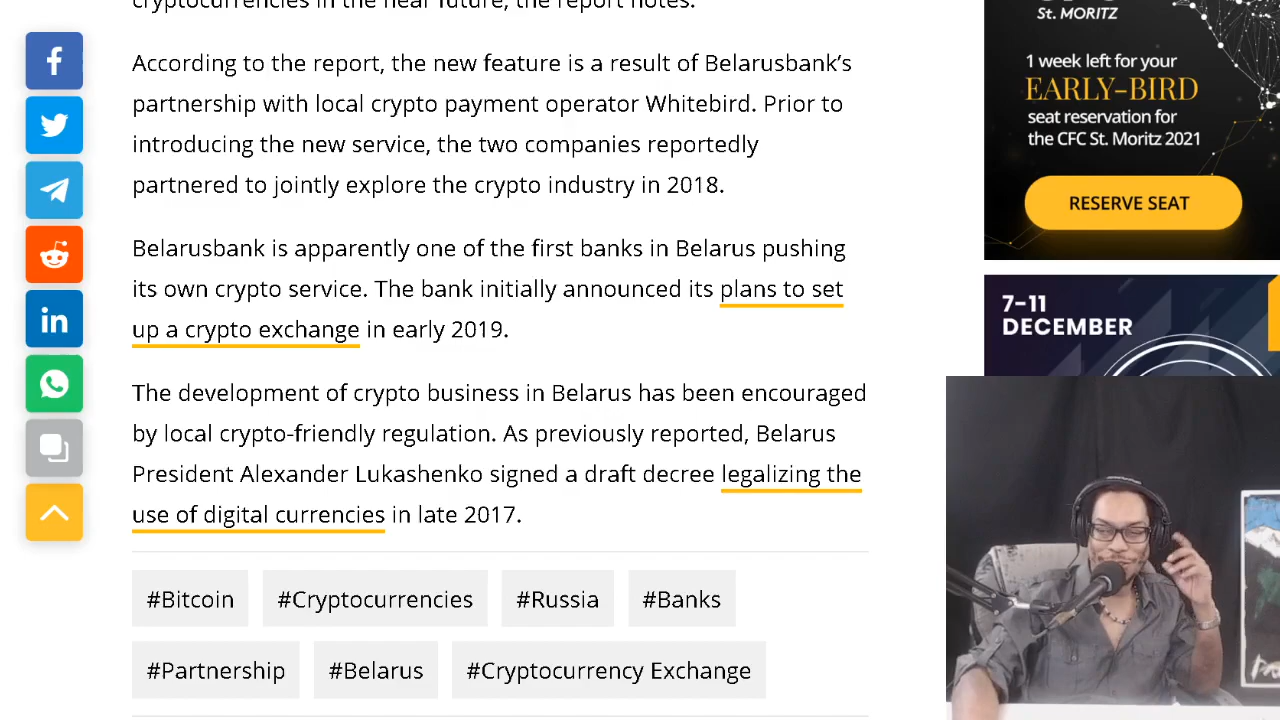 cryptocurrencies in the near future, the report notes.
According to the report, the new feature is a result of Belarusbank’s
partnership with local crypto payment operator Whitebird. Prior to
introducing the new service, the two companies reportedly
partnered to jointly explore the crypto industry in 2018.
Belarusbank is apparently one of the first banks in Belarus pushing
its own crypto service. The bank initially announced its plans to set
up a crypto exchange in early 2019.
The development of crypto business in Belarus has been encouraged
by local crypto-friendly regulation. As previously reported, Belarus
President Alexander Lukashenko signed a draft decree legalizing the
use of digital currencies in late 2017.
#Bitcoin #Cryptocurrencies #Russia #Banks
#Partnership #Belarus #Cryptocurrency Exchange
St. MORITZ
1 week left for your
EARLY-BIRD
seat reservation for
the CFC St. Moritz 2021
RESERVE SEAT
7-11
DECEMBER